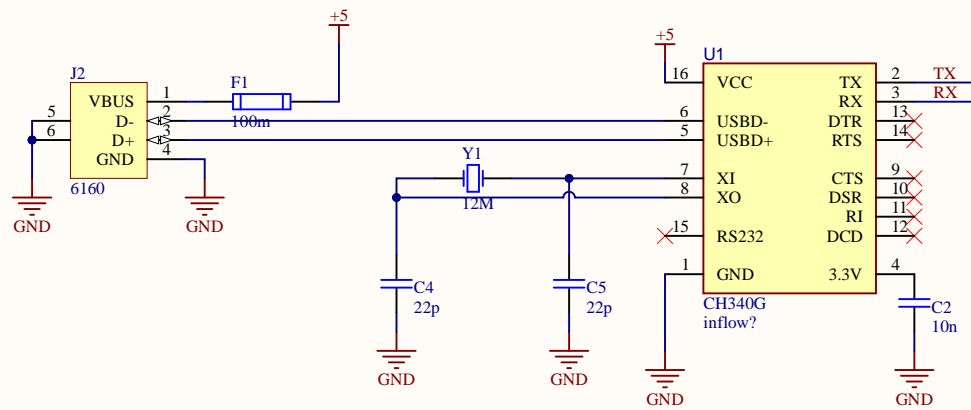 +5
+5
J2
F1
U1
VBUS 1
100m
16 VCC
TX 2 TX
RX 3 RX
5 D- 2
6 USBD-
DTR 13
6 D+ 3
5 USBD+
RTS 14
GND 4
6160
Y1
12M
7 XI
CTS 9
8 XO
DSR 10
RI 11
15 RS232
DCD 12
GND
GND
1 GND
3.3V 4
C4
22p
C5
22p
CH340G
inflow?
C2
10n
GND
GND
GND
GND